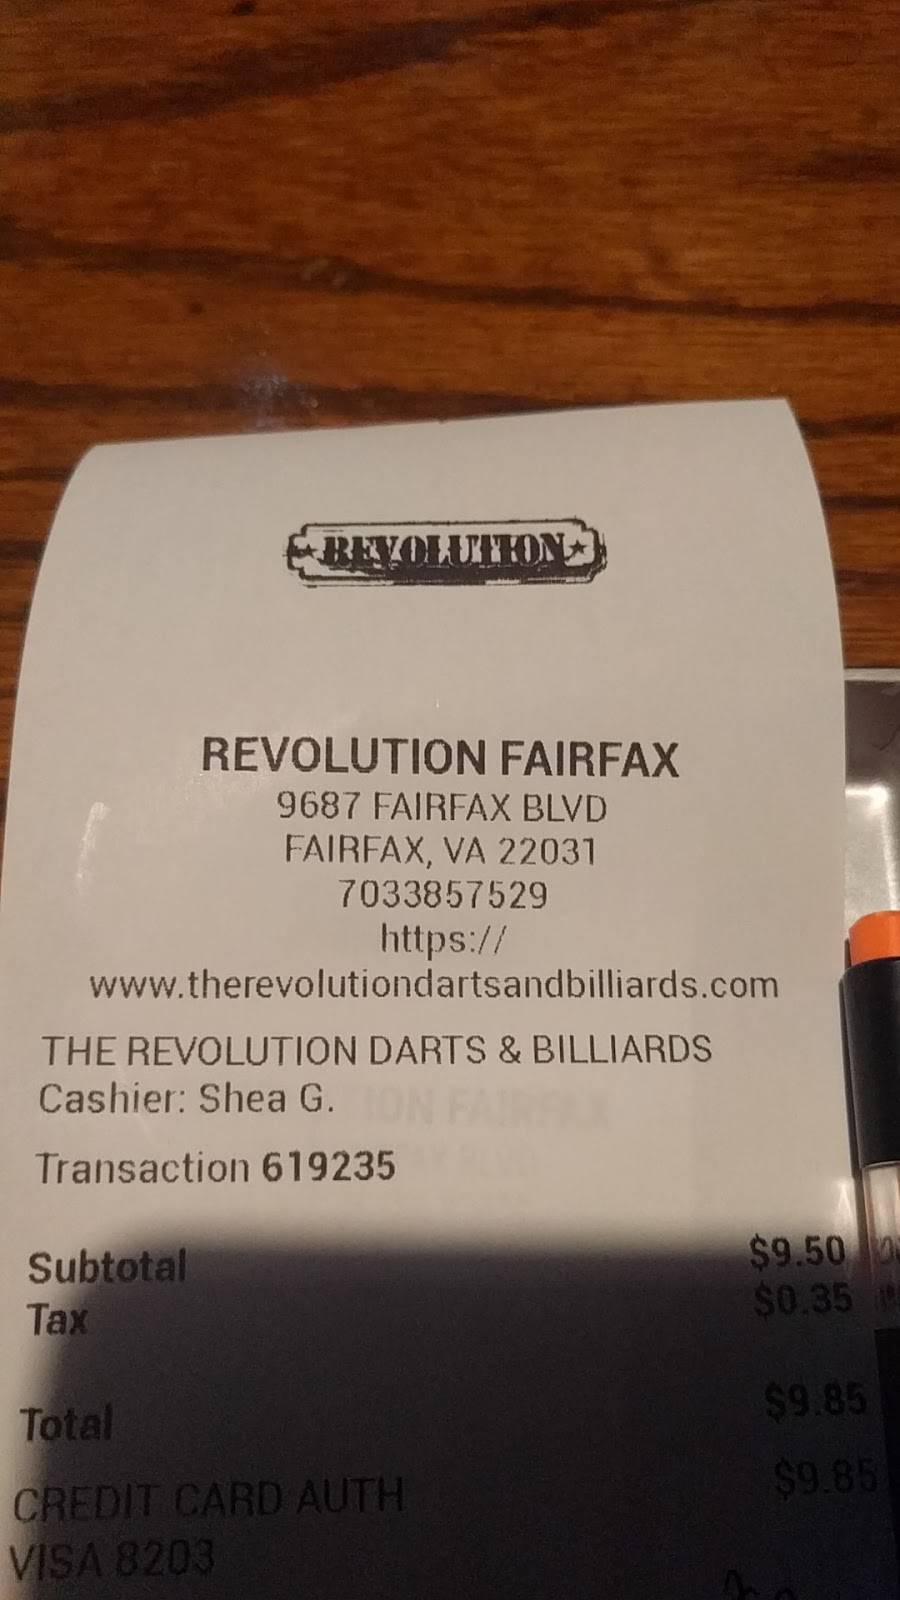 REVOLUTION
REVOLUTION FAIRFAX
9687 FAIRFAX BLVD
FAIRFAX, VA 22031
7033857529
https://
www.therevolutiondartsandbilliards.com
THE REVOLUTION DARTS & BILLIARDS
Cashier: Shea G.
Transaction 619235
Subtotal $9.50
Tax $0.35
Total $9.85
CREDIT CARD AUTH $9.85
VISA 8203